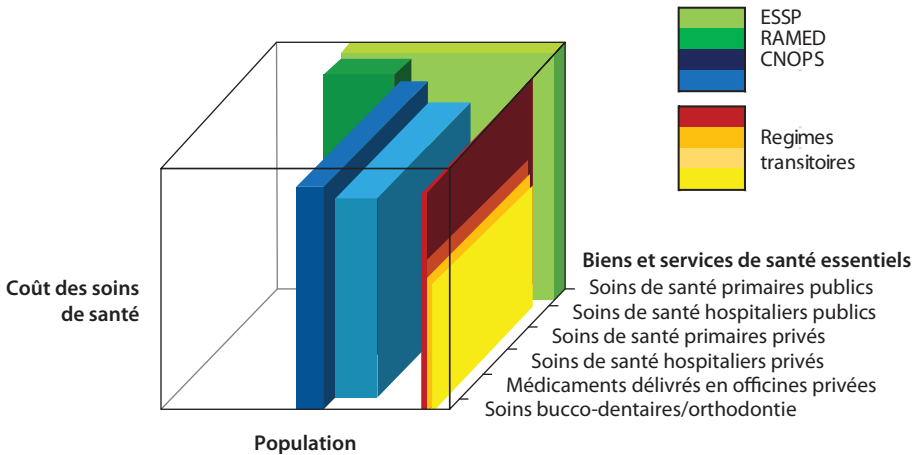 ESSP
RAMED
CNOPS
Regimes
transitoires
Coût des soins
de santé
Biens et services de santé essentiels
Soins de santé primaires publics
Soins de santé hospitaliers publics
Soins de santé primaires privés
Soins de santé hospitaliers privés
Médicaments délivrés en officines privées
Soins bucco-dentaires/orthodontie
Population